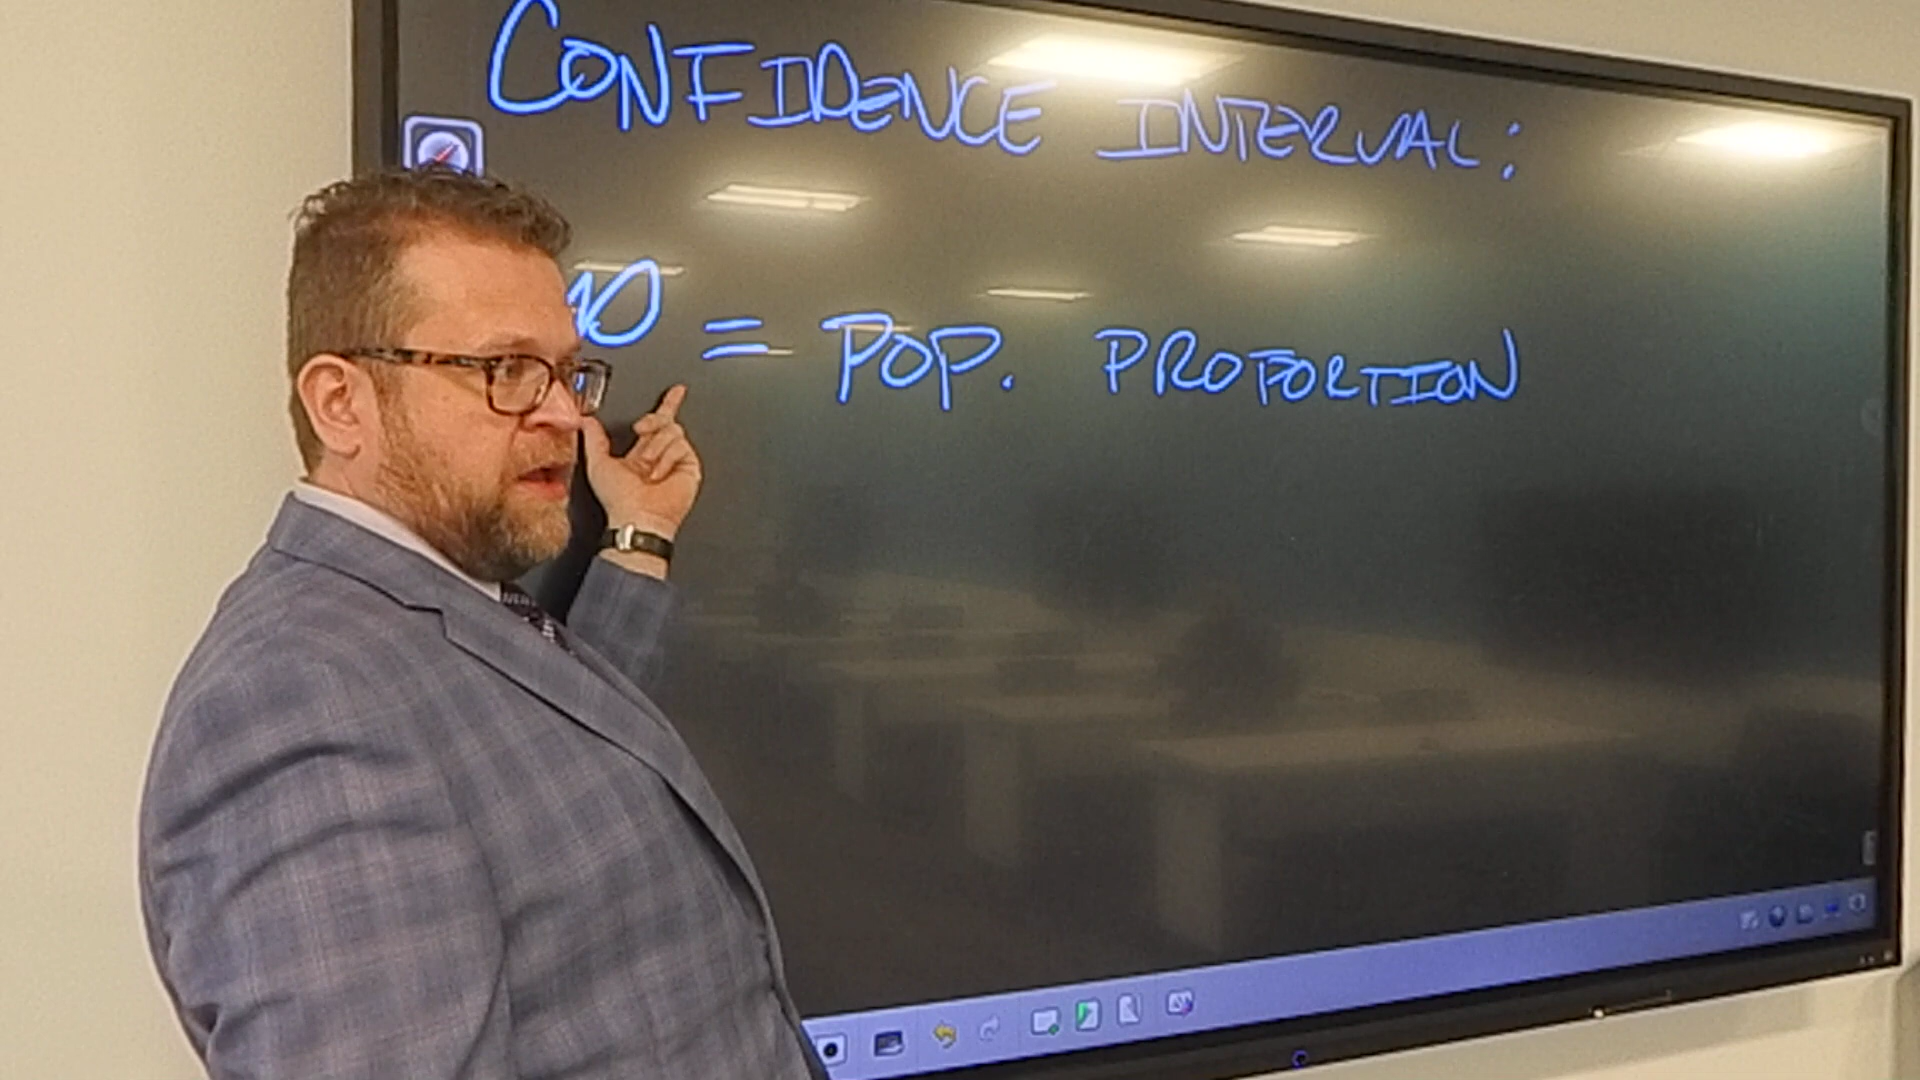 CONFIDENCE INTERVAL:
p = POP. PROPORTION